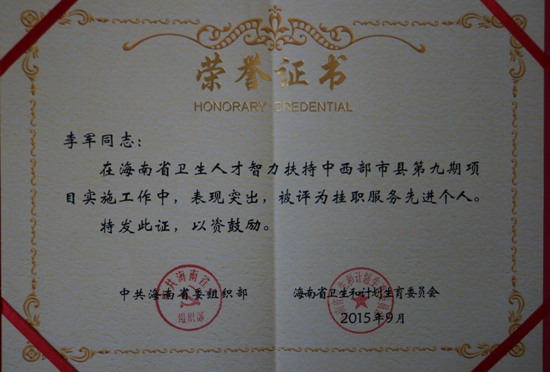 荣誉证书
HONORARY CREDENTIAL
李军同志：
在海南省卫生人才智力扶持中西部市县第九期项
目实施工作中，表现突出，被评为挂职服务先进个人。
特发此证，以资鼓励。
中共海南省委组织部 海南省卫生和计划生育委员会
2015年9月